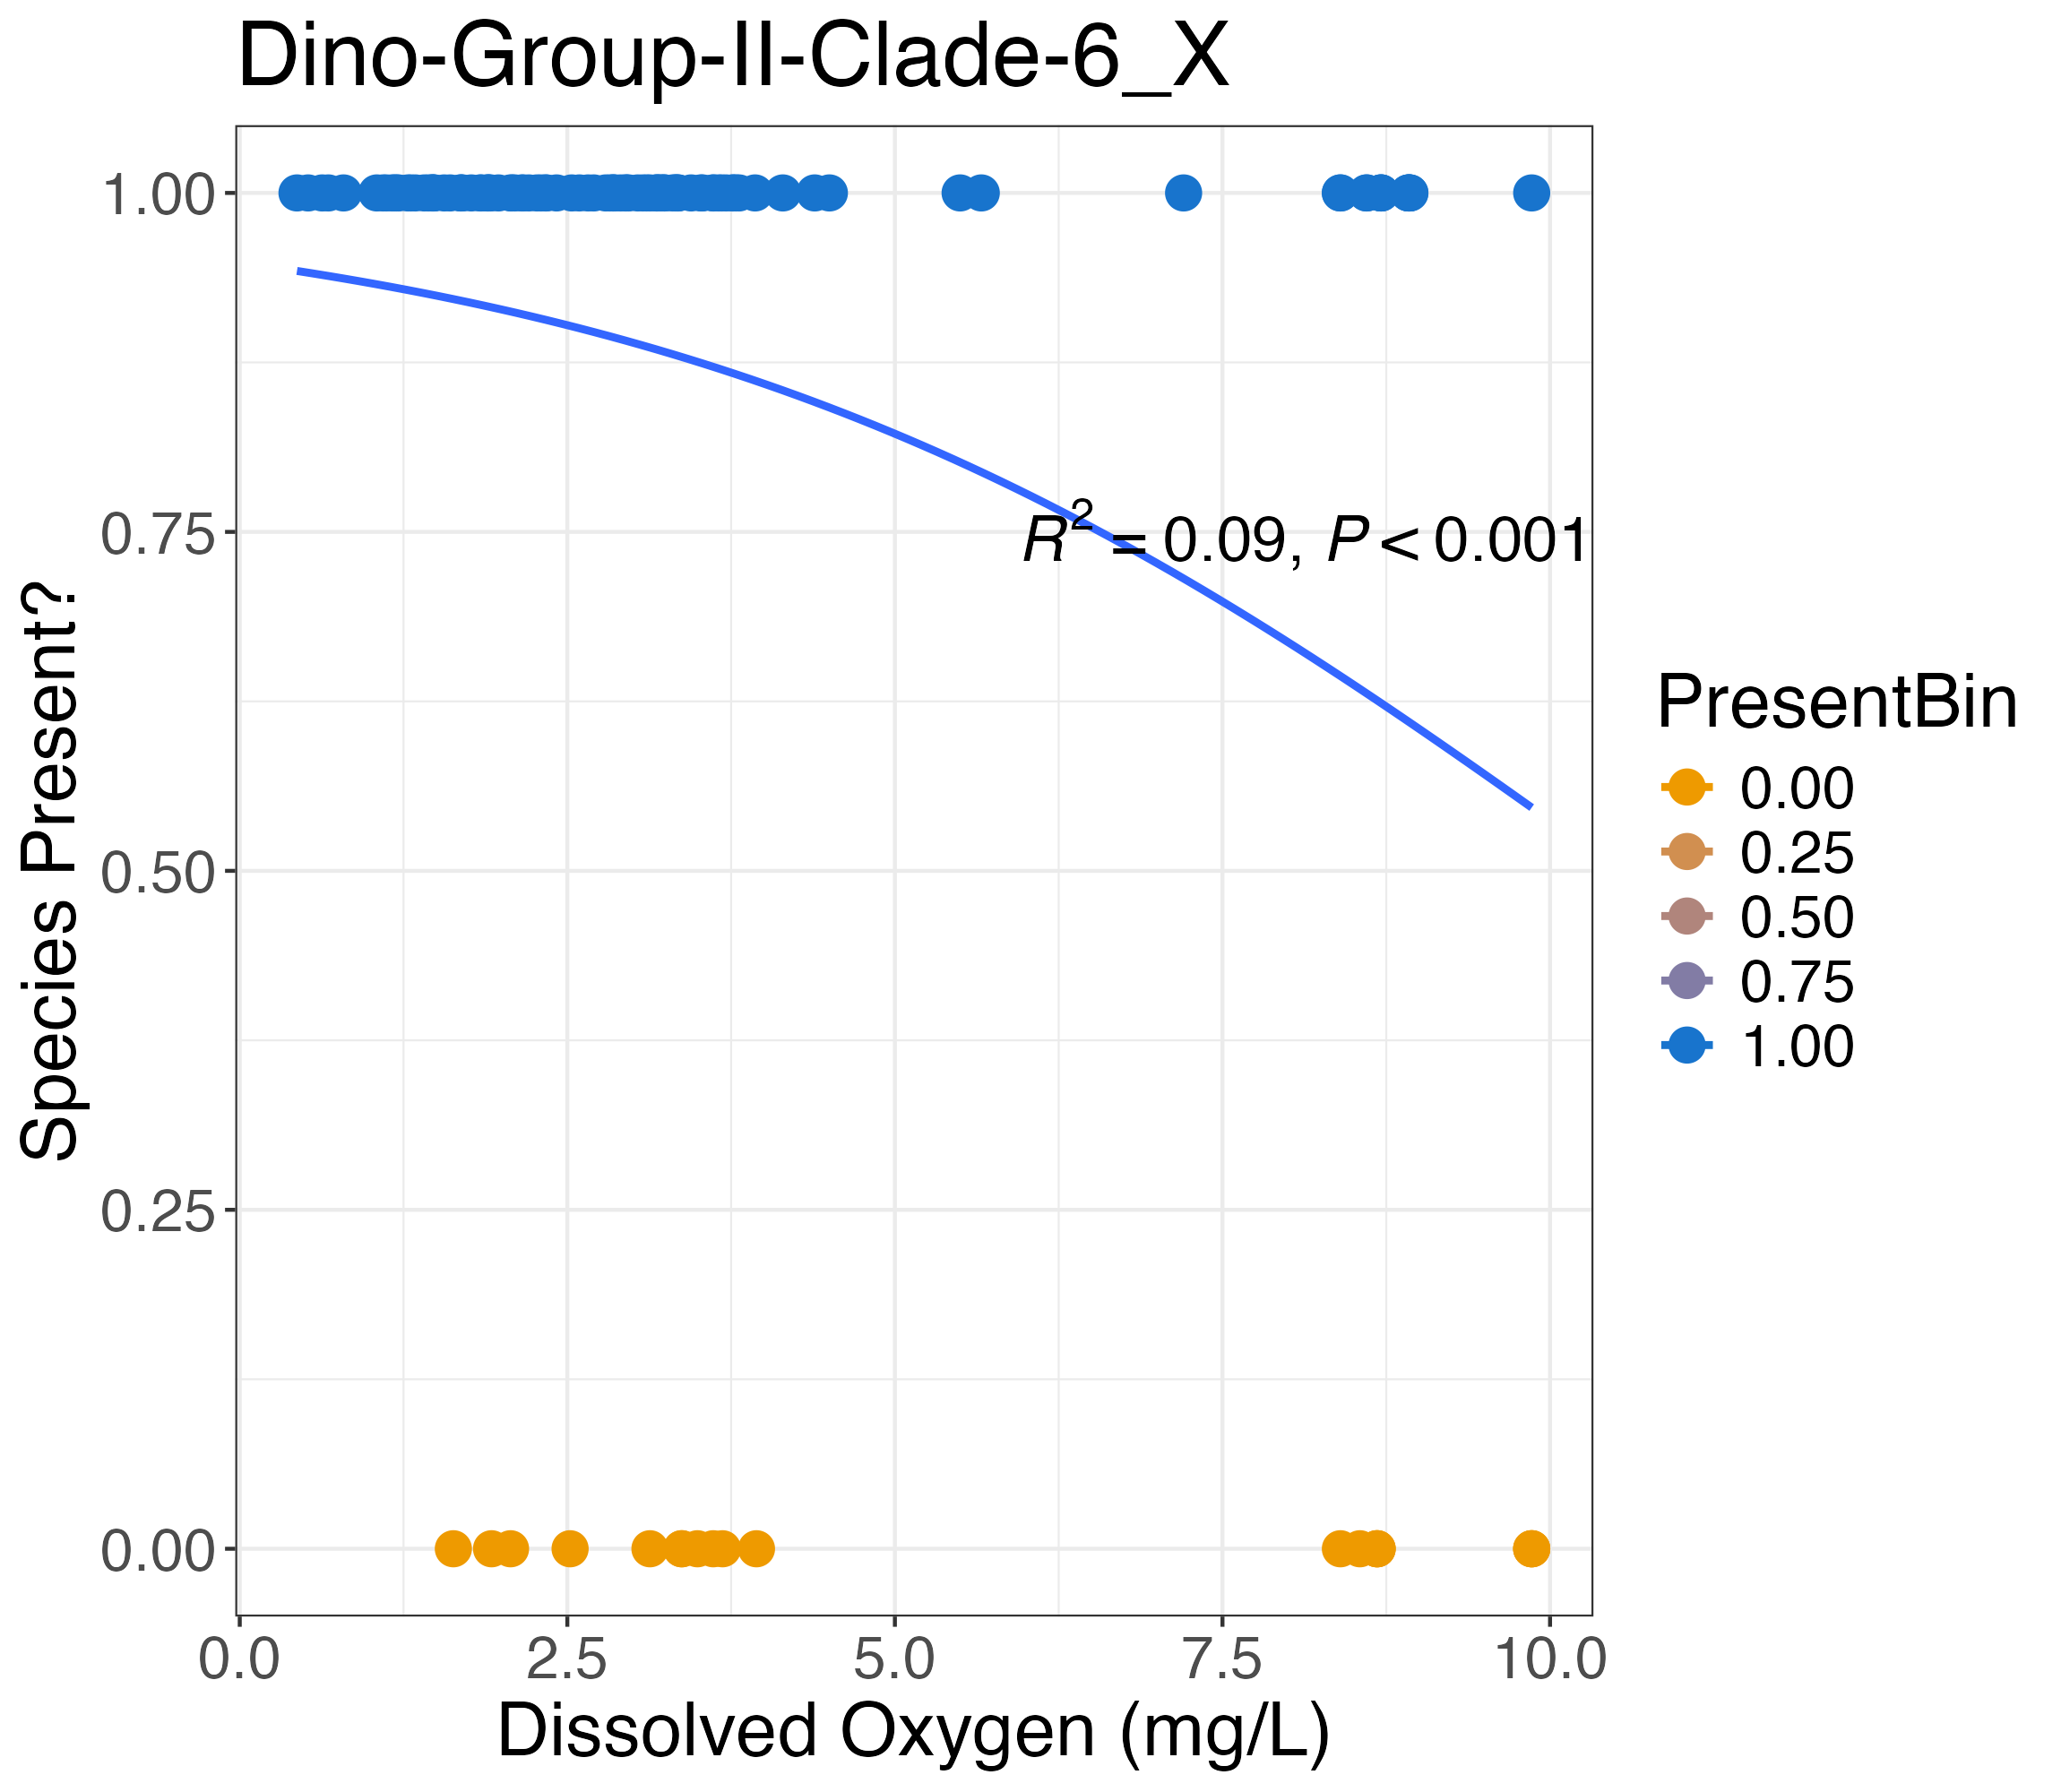 Dino-Group-II-Clade-6_X
1.00
0.75
0.50
0.25
0.00
Species Present?
R² = 0.09, P < 0.001
0.0 2.5 5.0 7.5 10.0
Dissolved Oxygen (mg/L)
PresentBin
0.00
0.25
0.50
0.75
1.00